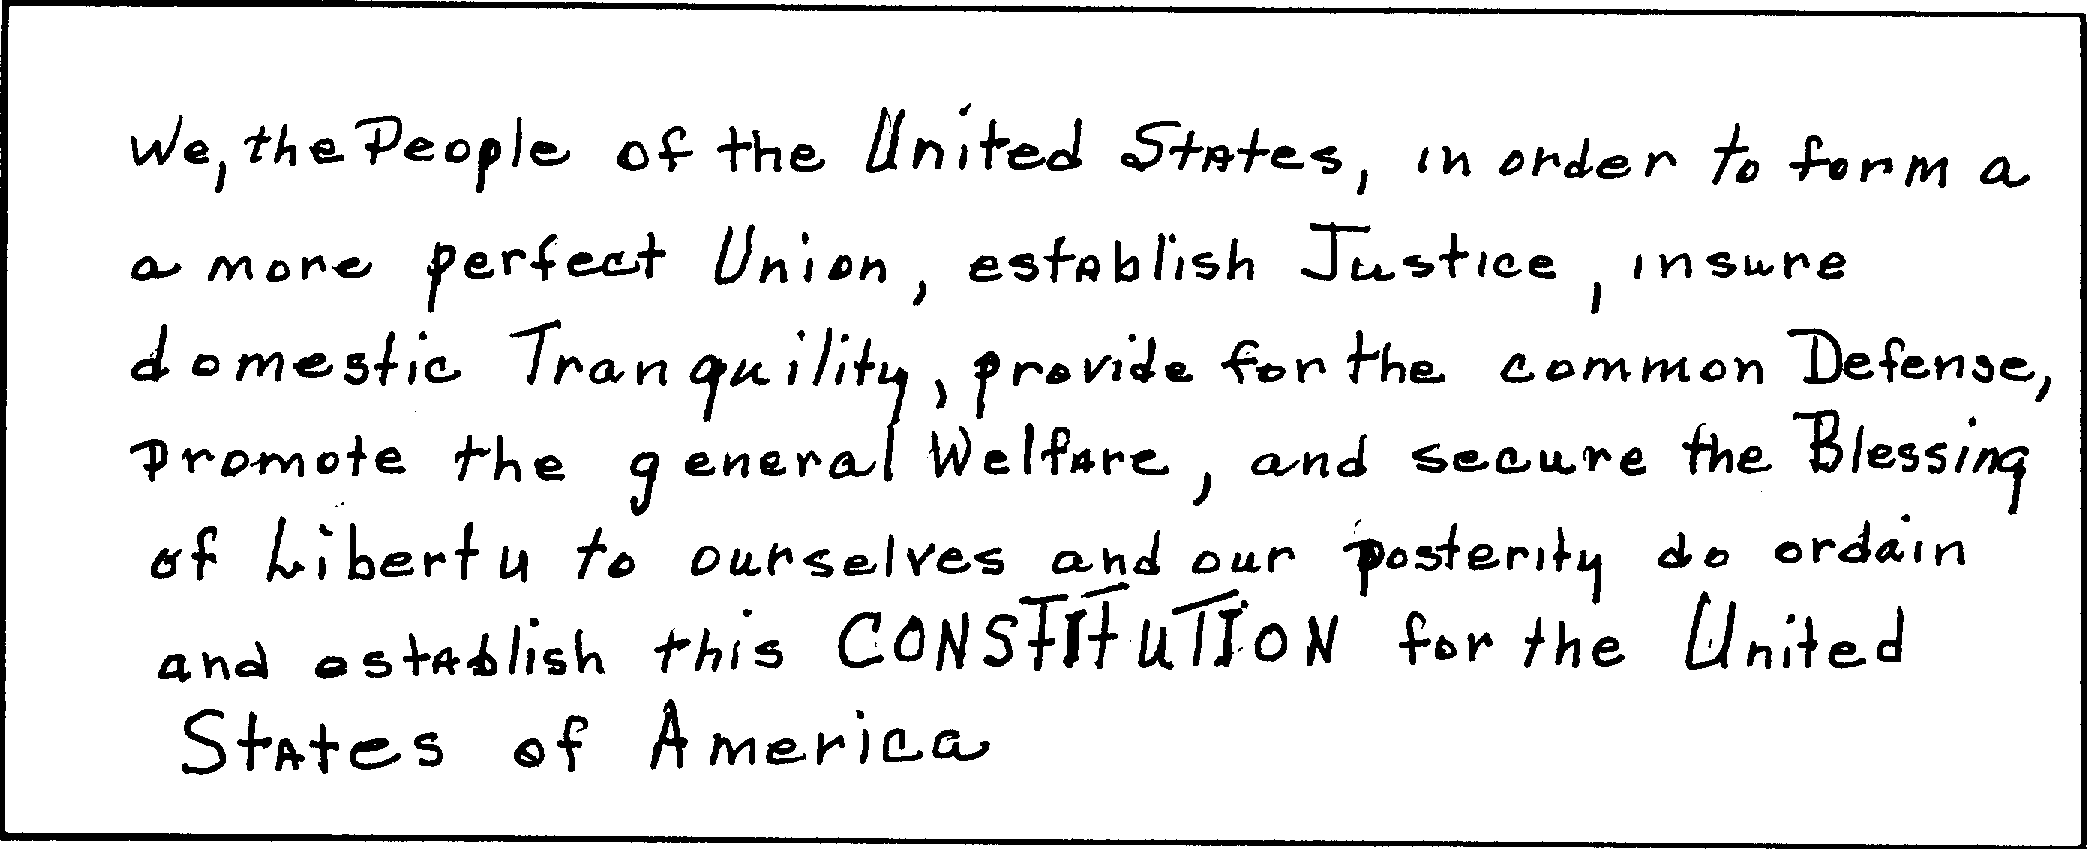 We, the People of the United States, in order to form a
a more perfect Union, establish Justice, insure
domestic Tranquility, provide for the common Defense,
promote the general Welfare, and secure the Blessing
of Liberty to ourselves and our posterity do ordain
and establish this CONSTITUTION for the United
States of America